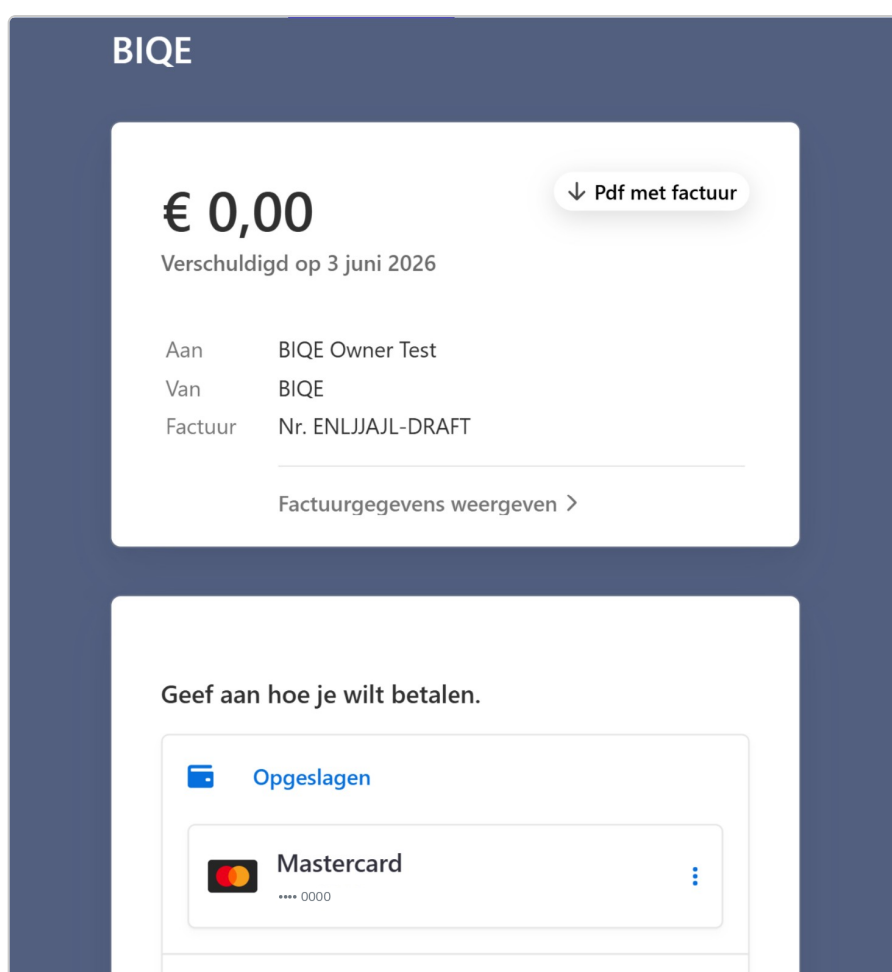 BIQE
€ 0,00
Pdf met factuur
Verschuldigd op 3 juni 2026
Aan BIQE Owner Test
Van BIQE
Factuur Nr. ENLJJAJL-DRAFT
Factuurgegevens weergeven
Geef aan hoe je wilt betalen.
Opgeslagen
Mastercard
•••• 0000